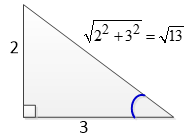 √(2² + 3²) = √13
2
3